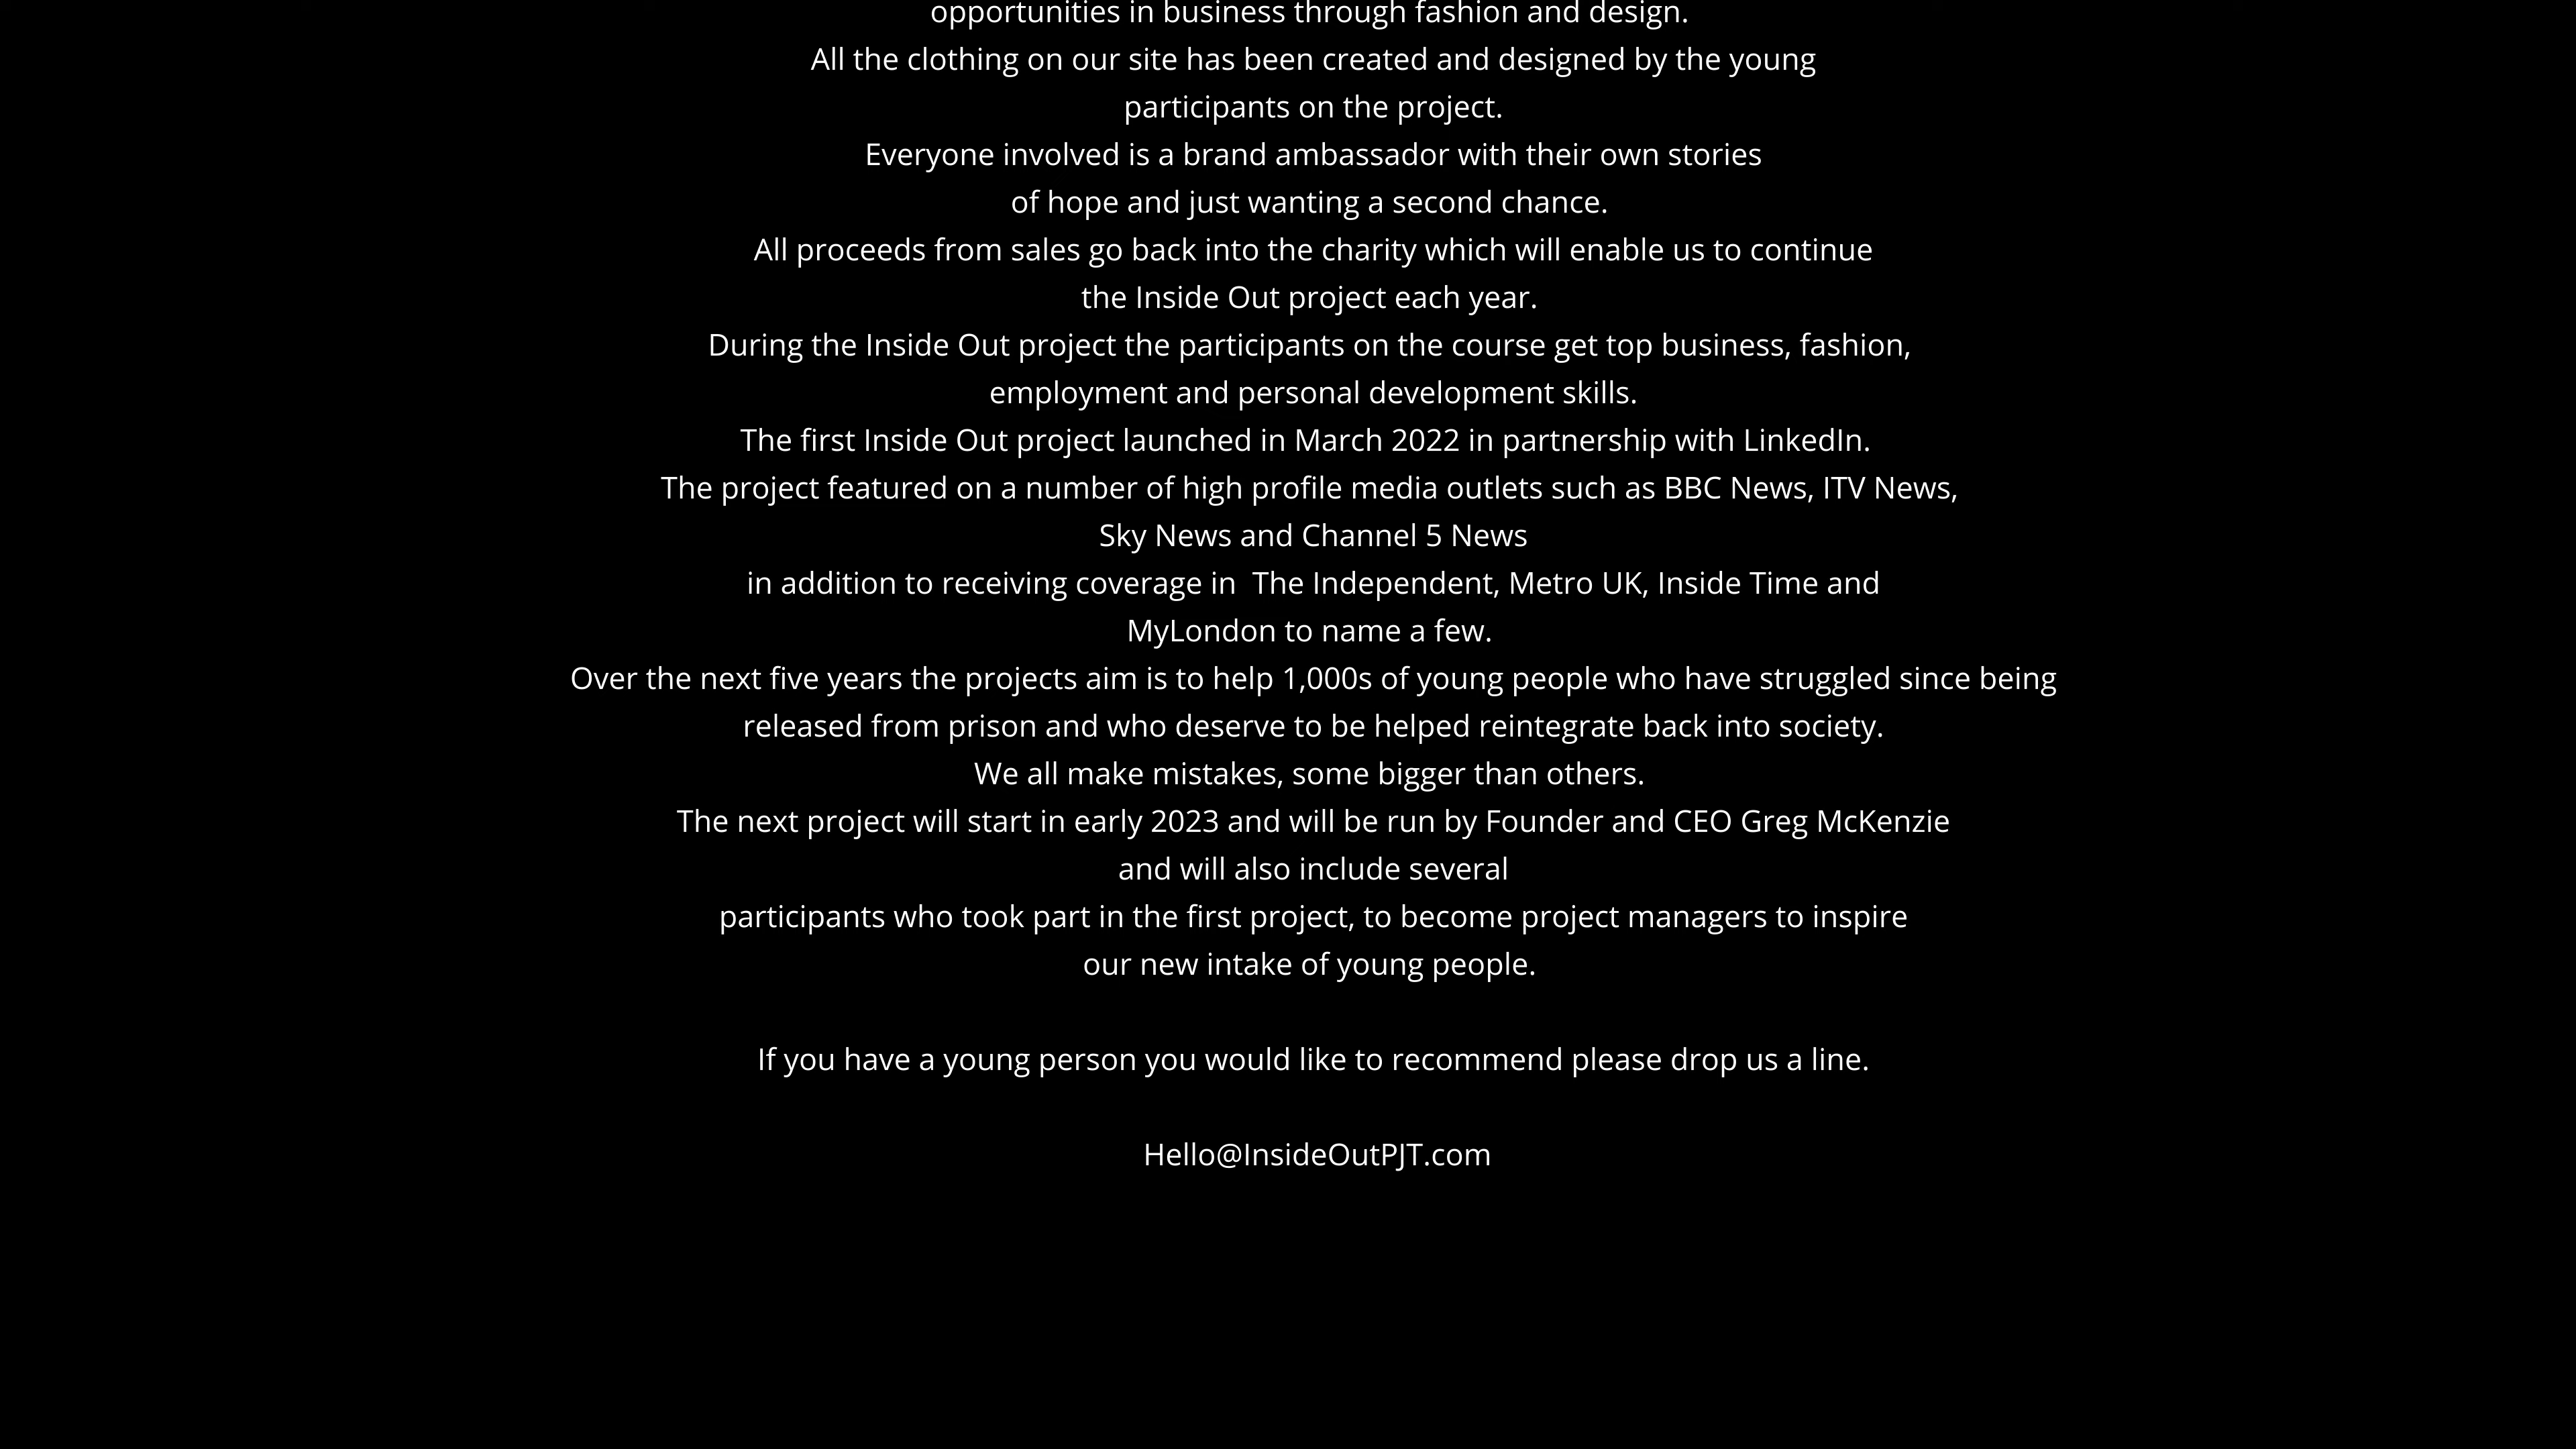 opportunities in business through fashion and design.
All the clothing on our site has been created and designed by the young
participants on the project.
Everyone involved is a brand ambassador with their own stories
of hope and just wanting a second chance.
All proceeds from sales go back into the charity which will enable us to continue
the Inside Out project each year.
During the Inside Out project the participants on the course get top business, fashion,
employment and personal development skills.
The first Inside Out project launched in March 2022 in partnership with LinkedIn.
The project featured on a number of high profile media outlets such as BBC News, ITV News,
Sky News and Channel 5 News
in addition to receiving coverage in  The Independent, Metro UK, Inside Time and
MyLondon to name a few.
Over the next five years the projects aim is to help 1,000s of young people who have struggled since being
released from prison and who deserve to be helped reintegrate back into society.
We all make mistakes, some bigger than others.
The next project will start in early 2023 and will be run by Founder and CEO Greg McKenzie
and will also include several
participants who took part in the first project, to become project managers to inspire
our new intake of young people.
If you have a young person you would like to recommend please drop us a line.
Hello@InsideOutPJT.com